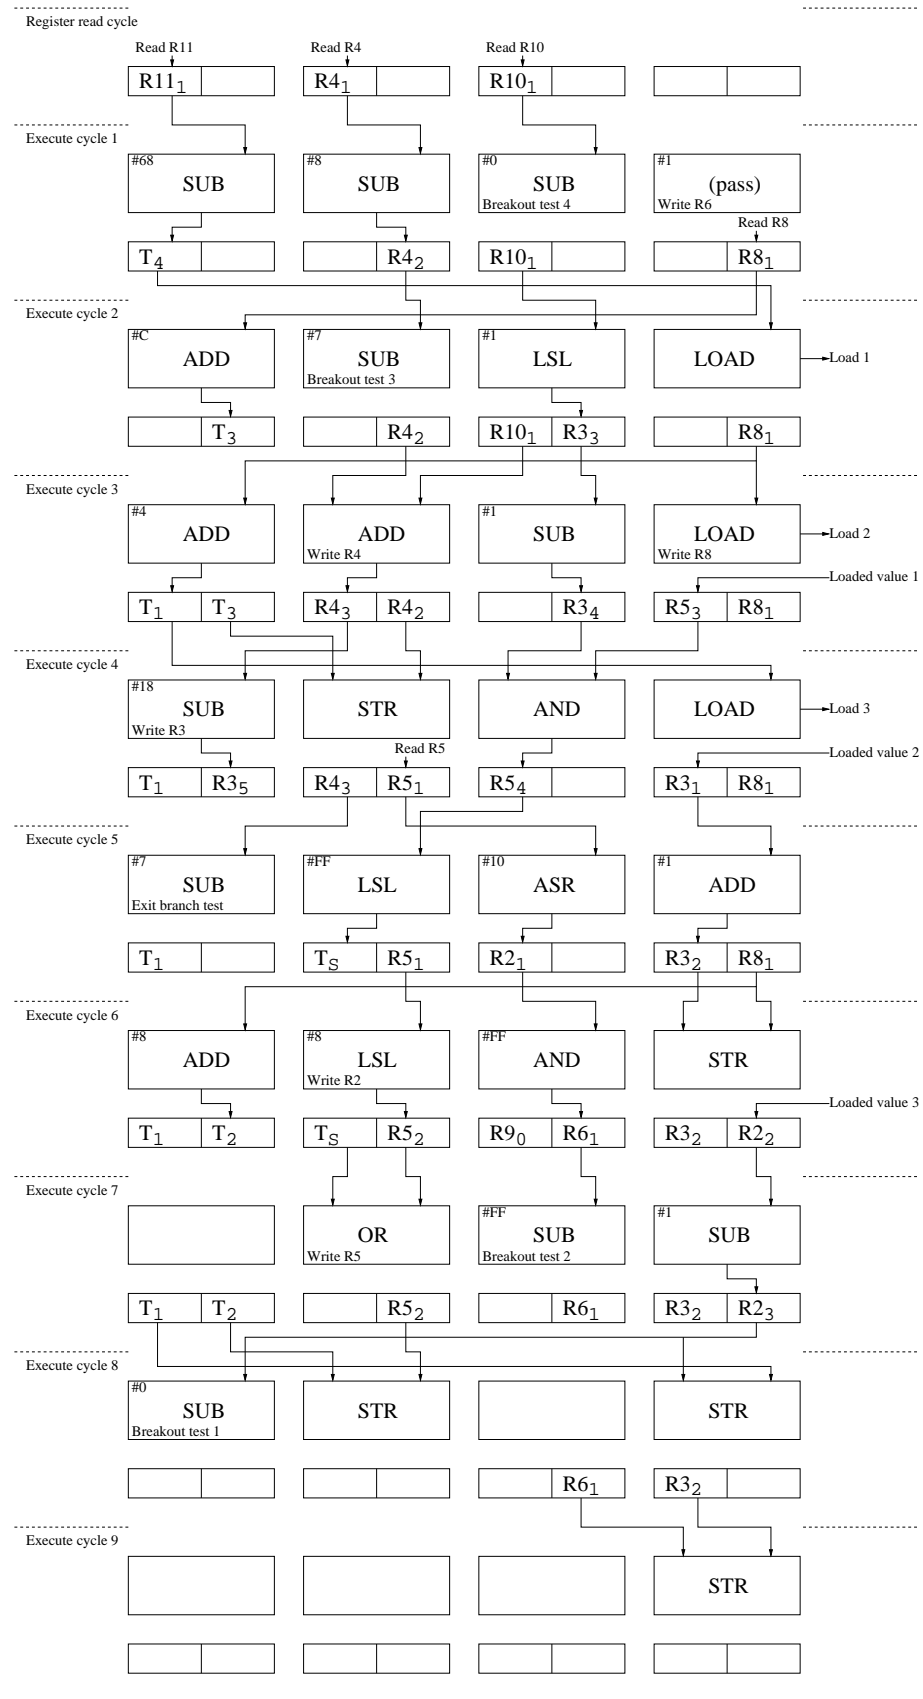 Register read cycle
Read R11 Read R4 Read R10
R11₁ R4₁ R10₁
Execute cycle 1
#68 #8 #0 #1
SUB SUB SUB (pass)
Breakout test 4 Write R6
Read R8
T₄ R4₂ R10₁ R8₁
Execute cycle 2
#C #7 #1
ADD SUB LSL LOAD Load 1
Breakout test 3
T₃ R4₂ R10₁ R3₃ R8₁
Execute cycle 3
#4 #1
ADD ADD SUB LOAD Load 2
Write R4 Write R8
Loaded value 1
T₁ T₃ R4₃ R4₂ R3₄ R5₃ R8₁
Execute cycle 4
#18
SUB STR AND LOAD Load 3
Write R3
Read R5 Loaded value 2
T₁ R3₅ R4₃ R5₁ R5₄ R3₁ R8₁
Execute cycle 5
#7 #FF #10 #1
SUB LSL ASR ADD
Exit branch test
T₁ T_S R5₁ R2₁ R3₂ R8₁
Execute cycle 6
#8 #8 #FF
ADD LSL AND STR
Write R2
Loaded value 3
T₁ T₂ T_S R5₂ R9₀ R6₁ R3₂ R2₂
Execute cycle 7
#FF #1
OR SUB SUB
Write R5 Breakout test 2
T₁ T₂ R5₂ R6₁ R3₂ R2₃
Execute cycle 8
#0
SUB STR STR
Breakout test 1
R6₁ R3₂
Execute cycle 9
STR